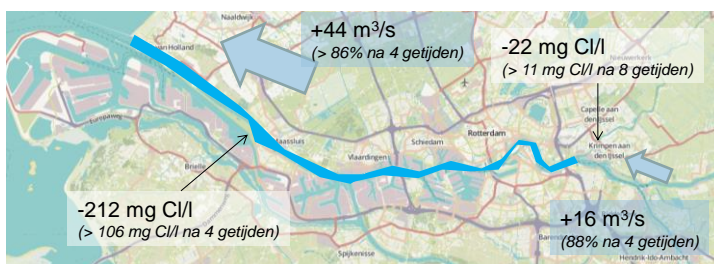 Naaldwijk
+44 m³/s
(> 86% na 4 getijden)
-22 mg Cl/l
(> 11 mg Cl/l na 8 getijden)
van Holland
Europaweg
Capelle aan
den IJssel
Maassluis
Schiedam
Rotterdam
Vlaardingen
Krimpen aan
den IJssel
Brielle
-212 mg Cl/l
(> 106 mg Cl/l na 4 getijden)
+16 m³/s
(88% na 4 getijden)
Spijkenisse
Hendrik-Ido-Ambacht